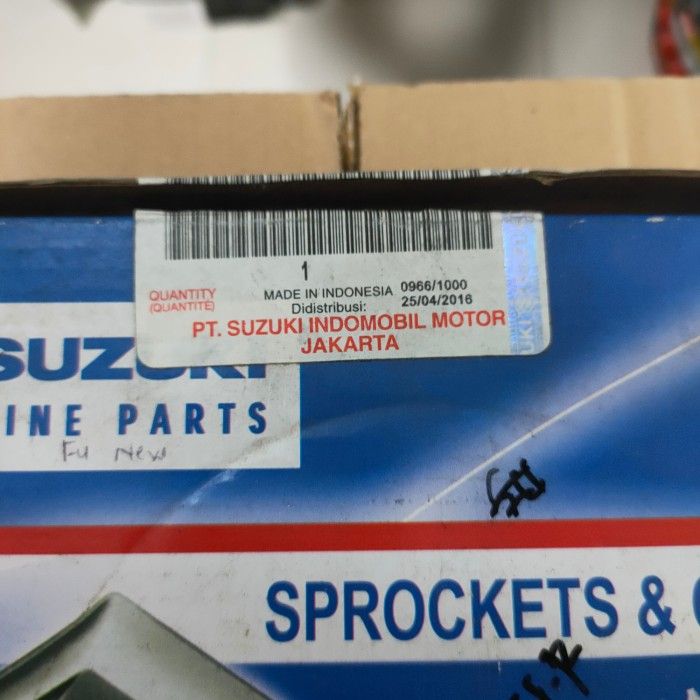 1
QUANTITY
(QUANTITE)
MADE IN INDONESIA 0966/1000
Didistribusi: 25/04/2016
PT. SUZUKI INDOMOBIL MOTOR
JAKARTA
SUZUKI
INE PARTS
Fu New
SPROCKETS &